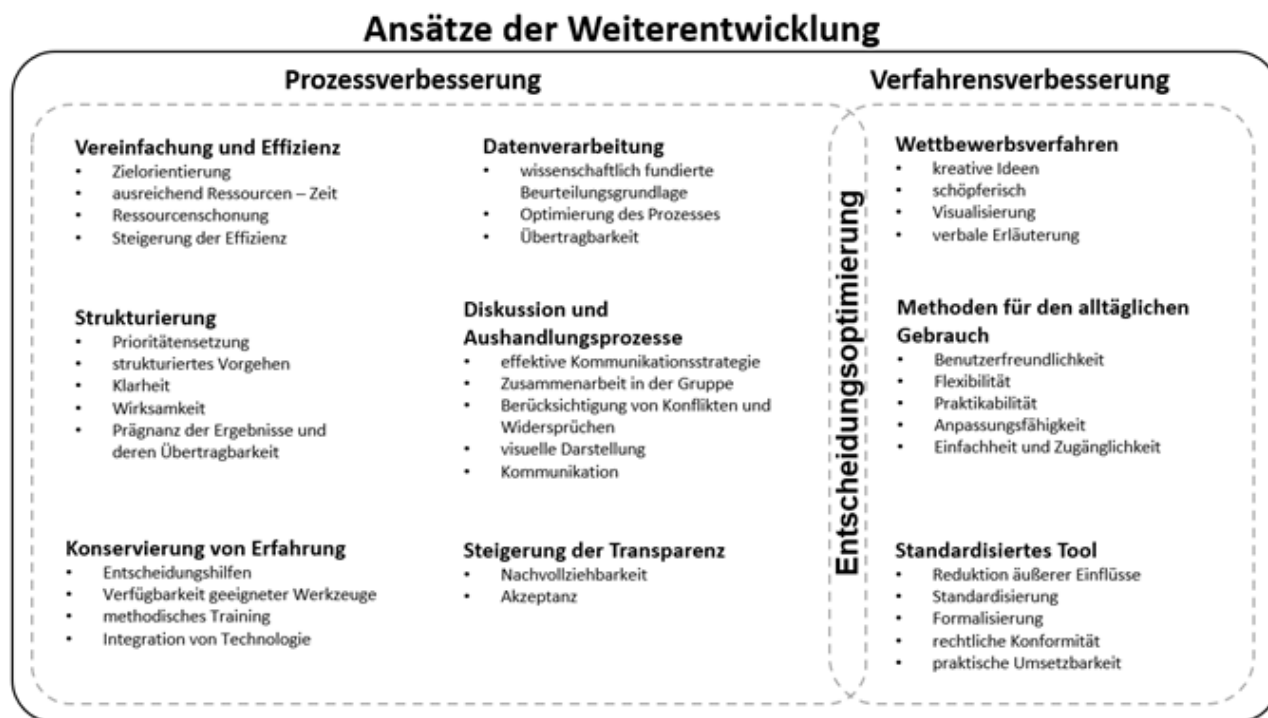 Ansätze der Weiterentwicklung
Prozessverbesserung
Vereinfachung und Effizienz
• Zielorientierung
• ausreichend Ressourcen – Zeit
• Ressourcenschonung
• Steigerung der Effizienz
Datenverarbeitung
• wissenschaftlich fundierte
Beurteilungsgrundlage
• Optimierung des Prozesses
• Übertragbarkeit
Strukturierung
• Prioritätensetzung
• strukturiertes Vorgehen
• Klarheit
• Wirksamkeit
• Prägnanz der Ergebnisse und
deren Übertragbarkeit
Diskussion und
Aushandlungsprozesse
• effektive Kommunikationsstrategie
• Zusammenarbeit in der Gruppe
• Berücksichtigung von Konflikten und
Widersprüchen
• visuelle Darstellung
• Kommunikation
Konservierung von Erfahrung
• Entscheidungshilfen
• Verfügbarkeit geeigneter Werkzeuge
• methodisches Training
• Integration von Technologie
Steigerung der Transparenz
• Nachvollziehbarkeit
• Akzeptanz
Entscheidungsoptimierung
Verfahrensverbesserung
Wettbewerbsverfahren
• kreative Ideen
• schöpferisch
• Visualisierung
• verbale Erläuterung
Methoden für den alltäglichen
Gebrauch
• Benutzerfreundlichkeit
• Flexibilität
• Praktikabilität
• Anpassungsfähigkeit
• Einfachheit und Zugänglichkeit
Standardisiertes Tool
• Reduktion äußerer Einflüsse
• Standardisierung
• Formalisierung
• rechtliche Konformität
• praktische Umsetzbarkeit